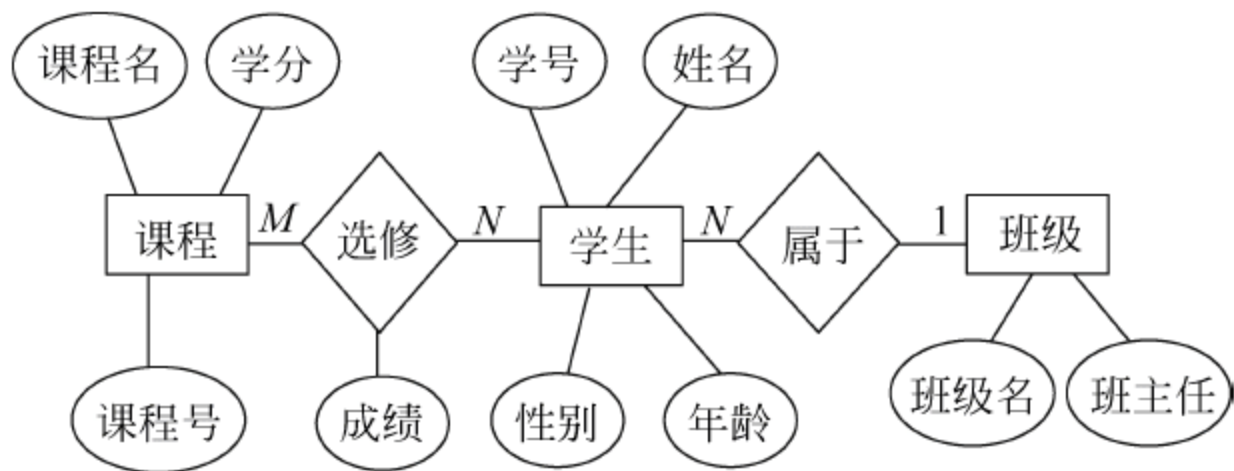 课程名 学分 学号 姓名
课程 M 选修 N 学生 N 属于 1 班级
课程号 成绩 性别 年龄 班级名 班主任